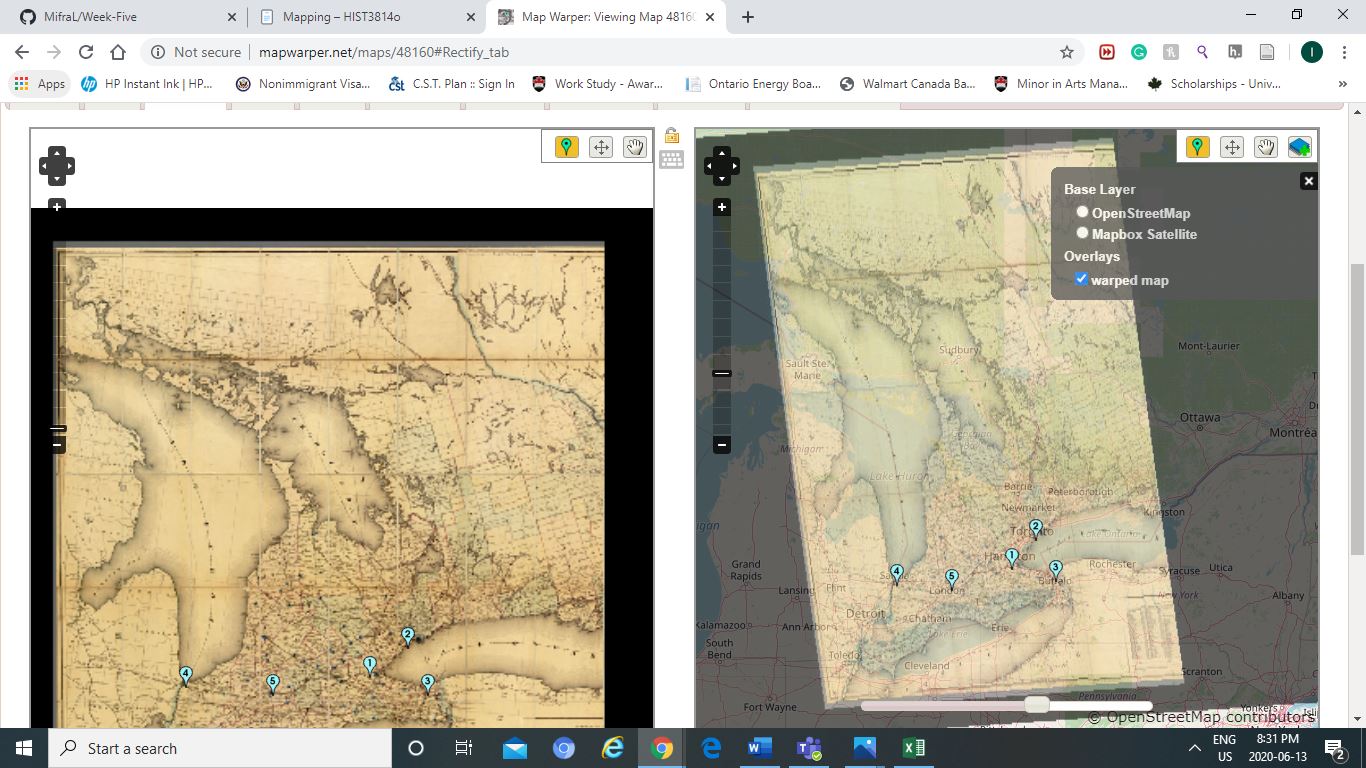 MifraL/Week-Five
Mapping – HIST3814o
Map Warper: Viewing Map 48160
Not secure
mapwarper.net/maps/48160#Rectify_tab
I
Apps
HP Instant Ink | HP...
Nonimmigrant Visa...
C.S.T. Plan :: Sign In
Work Study - Awar...
Ontario Energy Boa...
Walmart Canada Ba...
Minor in Arts Mana...
Scholarships - Univ...
»
Base Layer
OpenStreetMap
Mapbox Satellite
Overlays
warped map
Mont-Laurier
Sudbury
Sault Ste.
Marie
Ottawa
Montréa
Michigan
Georgian
Lake Huron
Barrie
Peterborough
Newmarket
Kingston
2
Toronto
Lake Ontario
1
Hamilton
igan
Grand
Rapids
4
5
3
Rochester
Syracuse
Utica
Sarnia
Buffalo
Lansing
Flint
London
New York
Albany
Detroit
Chatham
Kalamazoo
Ann Arbor
Lake Erie
Erie
South
Bend
Toledo
Cleveland
Scranton
Fort Wayne
Pennsylvania
Yonkers
© OpenStreetMap contributors
2
1
4
5
3
Start a search
ENG
US
8:31 PM
2020-06-13
2